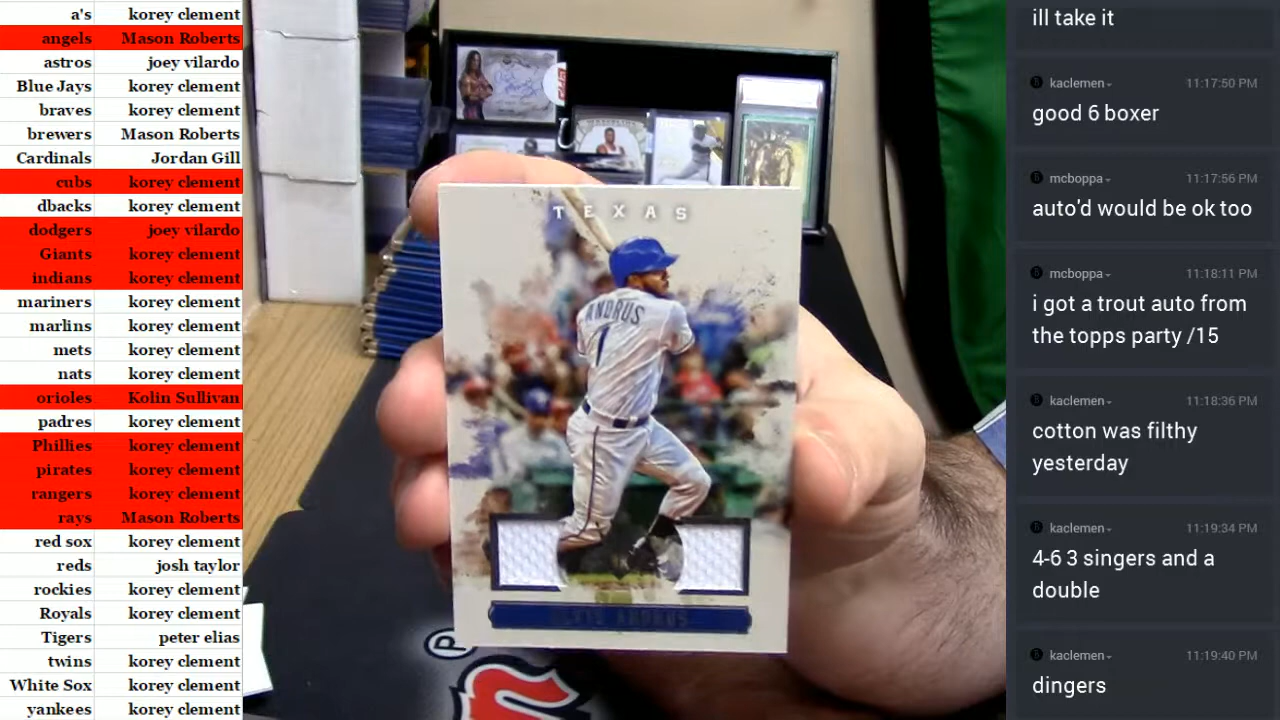 a's korey clement
angels Mason Roberts
astros joey vilardo
Blue Jays korey clement
braves korey clement
brewers Mason Roberts
Cardinals Jordan Gill
cubs korey clement
dbacks korey clement
dodgers joey vilardo
Giants korey clement
indians korey clement
mariners korey clement
marlins korey clement
mets korey clement
nats korey clement
orioles Kolin Sullivan
padres korey clement
Phillies korey clement
pirates korey clement
rangers korey clement
rays Mason Roberts
red sox korey clement
reds josh taylor
rockies korey clement
Royals korey clement
Tigers peter elias
twins korey clement
White Sox korey clement
yankees korey clement
TEXAS
ANDRUS
1
ELVIS ANDRUS
ill take it
kaclemen 11:17:50 PM
good 6 boxer
mcboppa 11:17:56 PM
auto'd would be ok too
mcboppa 11:18:11 PM
i got a trout auto from
the topps party /15
kaclemen 11:18:36 PM
cotton was filthy
yesterday
kaclemen 11:19:34 PM
4-6 3 singers and a
double
kaclemen 11:19:40 PM
dingers